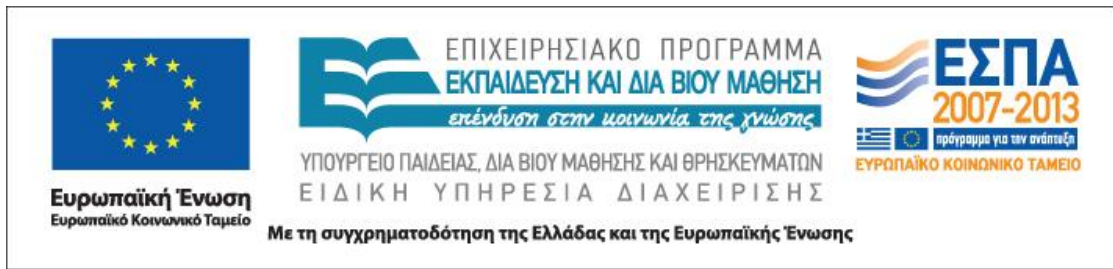 Ευρωπαϊκή Ένωση
Ευρωπαϊκό Κοινωνικό Ταμείο
ΕΠΙΧΕΙΡΗΣΙΑΚΟ ΠΡΟΓΡΑΜΜΑ
ΕΚΠΑΙΔΕΥΣΗ ΚΑΙ ΔΙΑ ΒΙΟΥ ΜΑΘΗΣΗ
επένδυση στην κοινωνία της γνώσης
ΥΠΟΥΡΓΕΙΟ ΠΑΙΔΕΙΑΣ, ΔΙΑ ΒΙΟΥ ΜΑΘΗΣΗΣ ΚΑΙ ΘΡΗΣΚΕΥΜΑΤΩΝ
ΕΙΔΙΚΗ ΥΠΗΡΕΣΙΑ ΔΙΑΧΕΙΡΙΣΗΣ
Με τη συγχρηματοδότηση της Ελλάδας και της Ευρωπαϊκής Ένωσης
ΕΣΠΑ
2007-2013
πρόγραμμα για την ανάπτυξη
ΕΥΡΩΠΑΪΚΟ ΚΟΙΝΩΝΙΚΟ ΤΑΜΕΙΟ